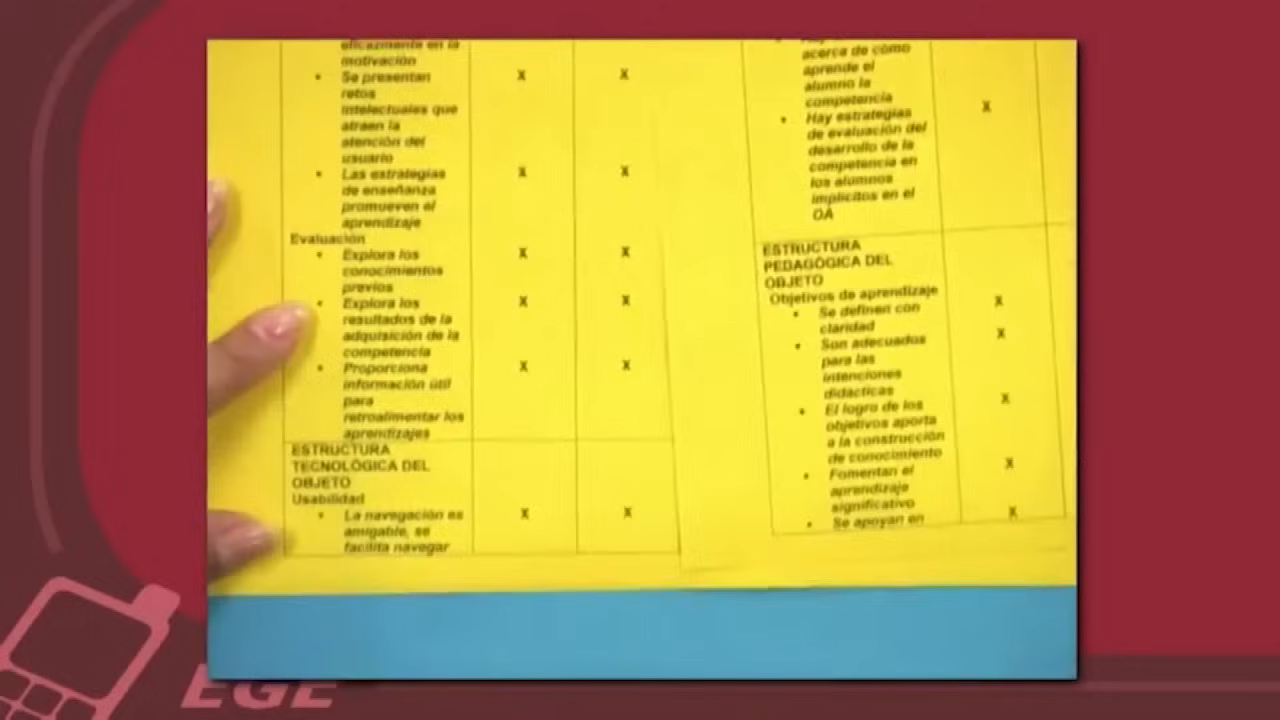 eficazmente en la
motivación
• Se presentan X X
retos
intelectuales que
atraen la
atención del
usuario
• Las estrategias X X
de enseñanza
promueven el
aprendizaje
Evaluación
• Explora los X X
conocimientos
previos
• Explora los X X
resultados de la
adquisición de la
competencia
• Proporciona X X
información útil
para
retroalimentar los
aprendizajes
ESTRUCTURA
TECNOLÓGICA DEL
OBJETO
Usabilidad
• La navegación es X X
amigable, se
facilita navegar
acerca de cómo
aprende el
alumno la
competencia
• Hay estrategias X
de evaluación del
desarrollo de la
competencia en
los alumnos
implícitos en el
OA
ESTRUCTURA
PEDAGÓGICA DEL
OBJETO
Objetivos de aprendizaje
• Se definen con X
claridad
• Son adecuados X
para las
intenciones
didácticas
• El logro de los X
objetivos aporta
a la construcción
de conocimiento
• Fomentan el X
aprendizaje
significativo
• Se apoyan en X
EGE